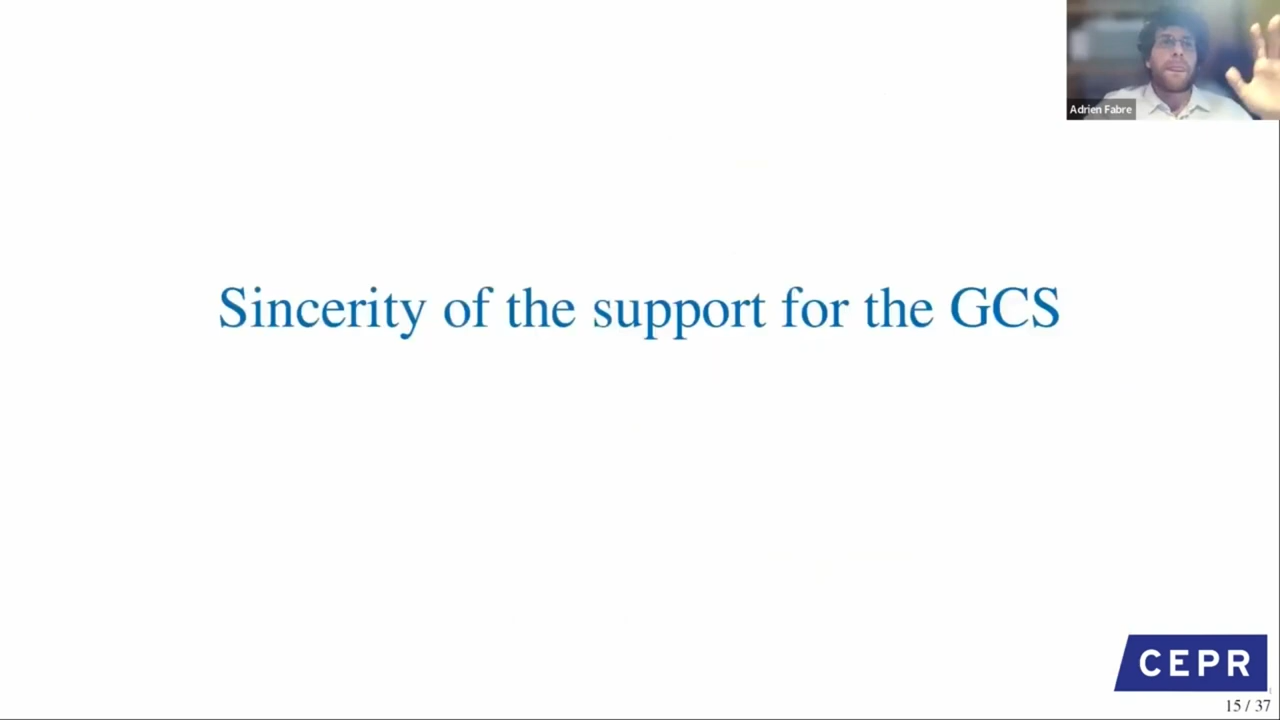 Adrien Fabre
Sincerity of the support for the GCS
CEPR
15 / 37